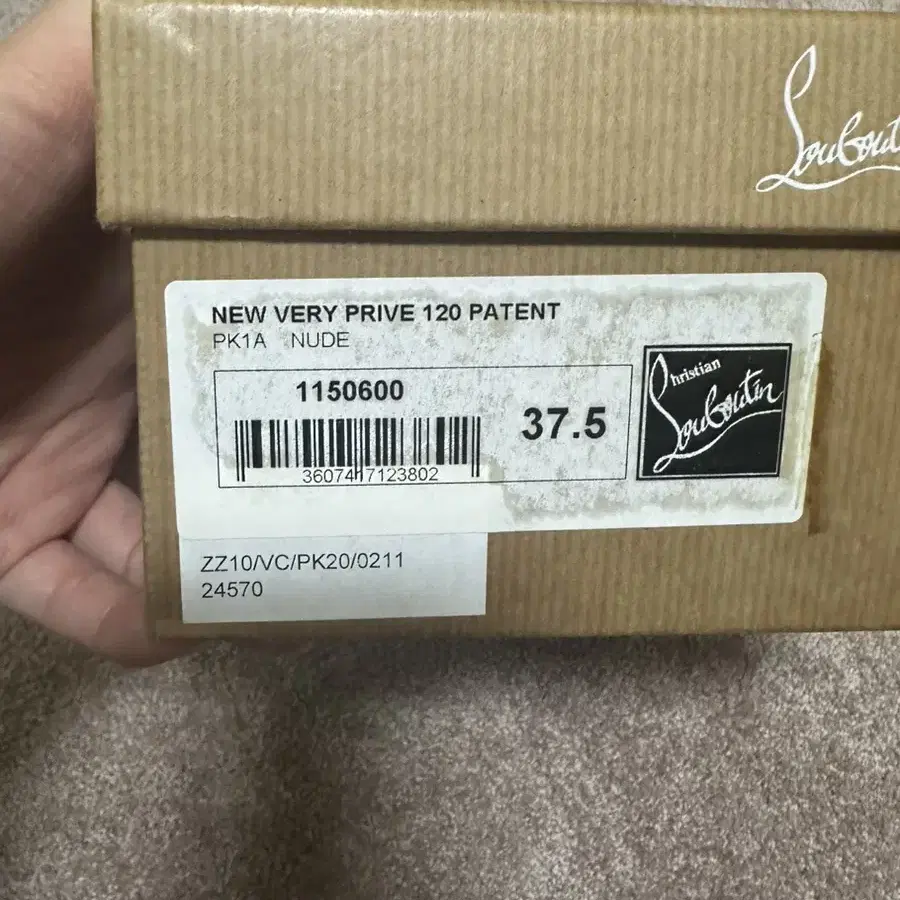 Louboutin
NEW VERY PRIVE 120 PATENT
PK1A NUDE
1150600
37.5
3607417123802
Christian
Louboutin
ZZ10/VC/PK20/0211
24570